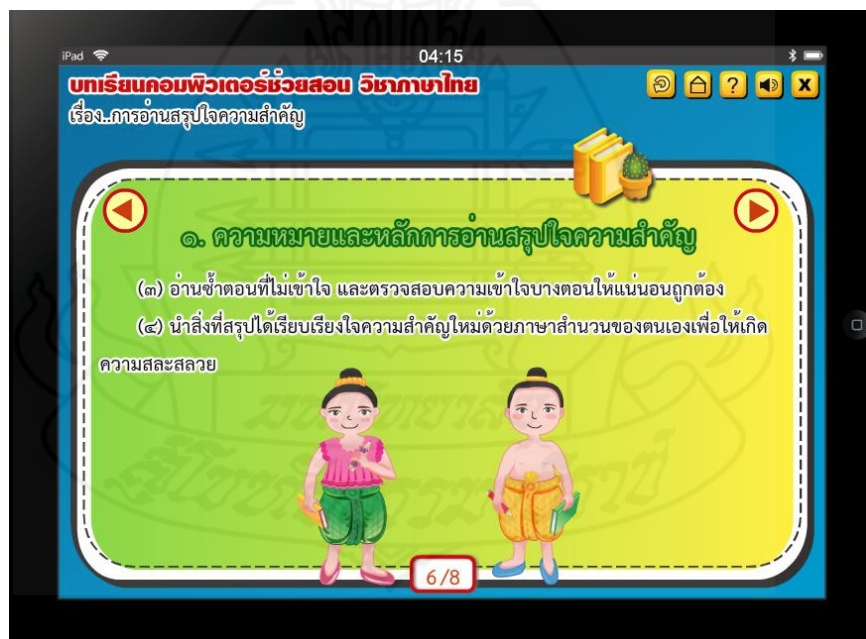 iPad
04:15
บทเรียนคอมพิวเตอร์ช่วยสอน วิชาภาษาไทย
เรื่อง..การอ่านสรุปใจความสำคัญ
?
X
๑. ความหมายและหลักการอ่านสรุปใจความสำคัญ
(๓) อ่านซ้ำตอนที่ไม่เข้าใจ และตรวจสอบความเข้าใจบางตอนให้แน่นอนถูกต้อง
(๔) นำสิ่งที่สรุปได้เรียบเรียงใจความสำคัญใหม่ด้วยภาษาสำนวนของตนเองเพื่อให้เกิด
ความสละสลวย
6/8